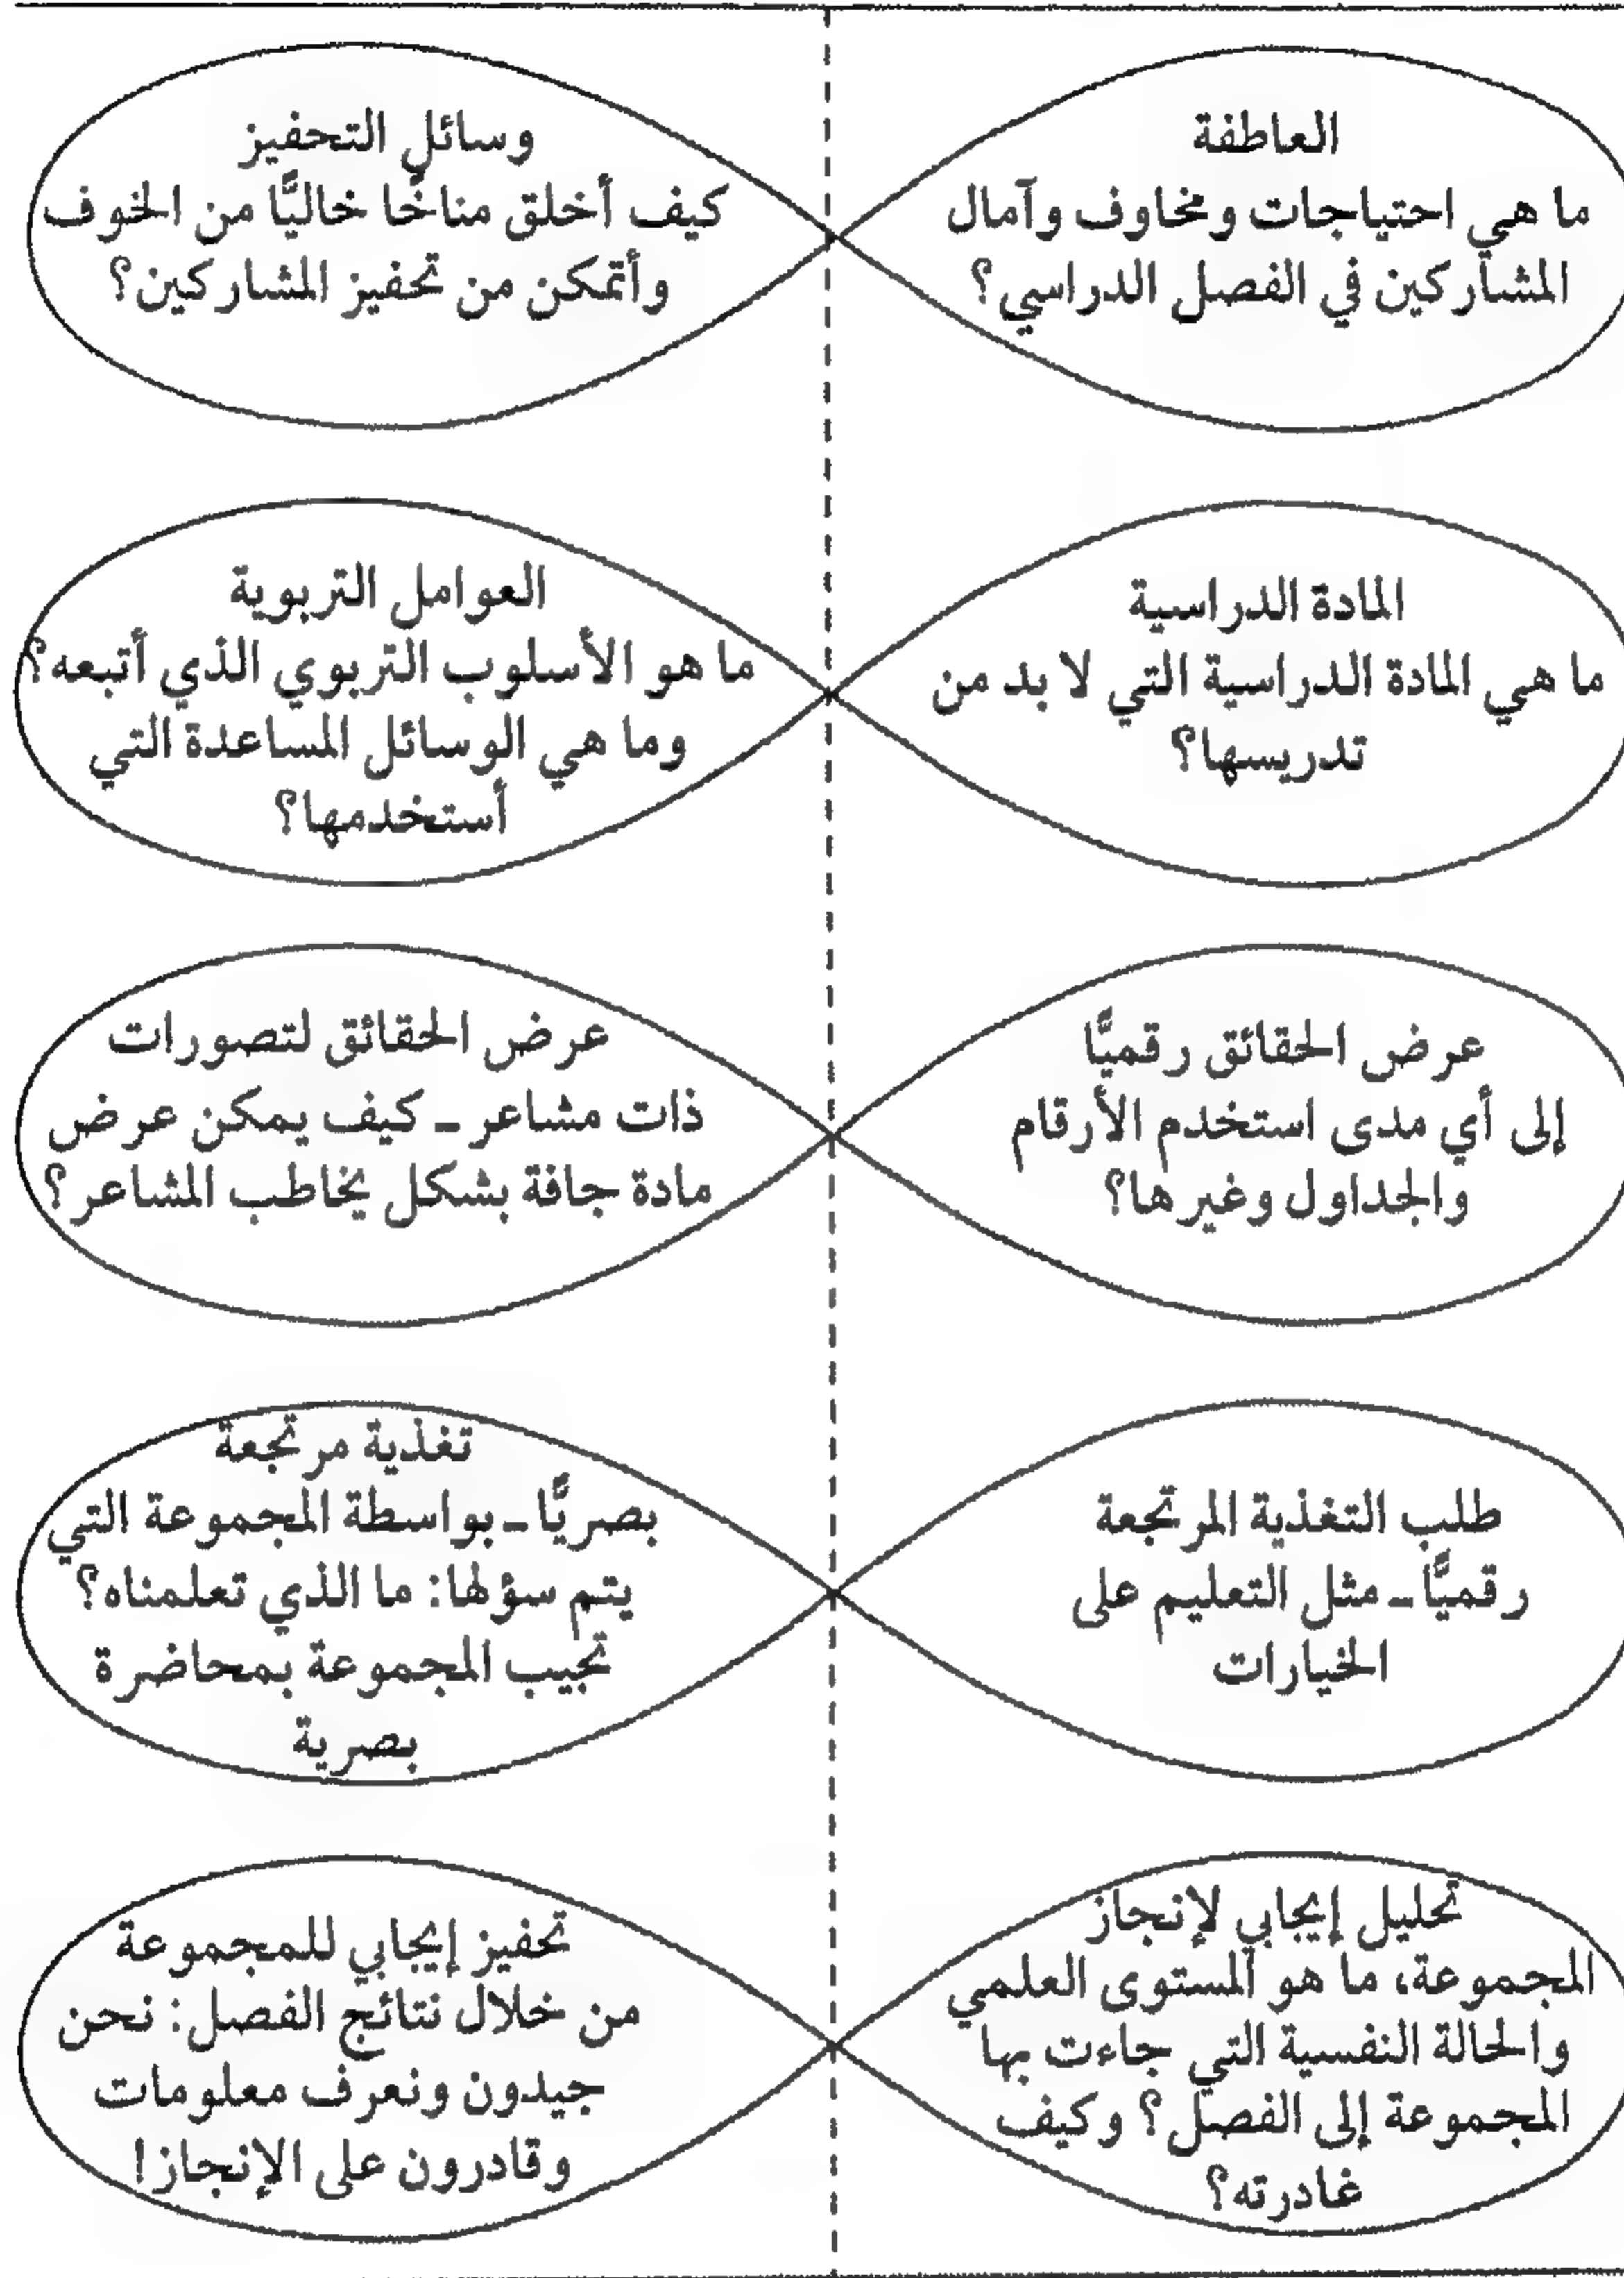 العاطفة
ما هي احتياجات ومخاوف وآمال
المشاركين في الفصل الدراسي؟
وسائل التحفيز
كيف أخلق مناخًا خاليًّا من الخوف
وأتمكن من تحفيز المشاركين؟
المادة الدراسية
ما هي المادة الدراسية التي لا بد من
تدريسها؟
العوامل التربوية
ما هو الأسلوب التربوي الذي أتبعه؟
وما هي الوسائل المساعدة التي
أستخدمها؟
عرض الحقائق رقميًّا
إلى أي مدى استخدم الأرقام
والجداول وغيرها؟
عرض الحقائق لتصورات
ذات مشاعر ـ كيف يمكن عرض
مادة جافة بشكل يخاطب المشاعر؟
طلب التغذية المرتجعة
رقميًّا ـ مثل التعليم على
الخيارات
تغذية مرتجعة
بصريًّا ـ بواسطة المجموعة التي
يتم سؤلها: ما الذي تعلمناه؟
تجيب المجموعة بمحاضرة
بصرية
تحليل إيجابي لإنجاز
المجموعة، ما هو المستوى العلمي
والحالة النفسية التي جاءت بها
المجموعة إلى الفصل؟ وكيف
غادرته؟
تحفيز إيجابي للمجموعة
من خلال نتائج الفصل: نحن
جيدون ونعرف معلومات
وقادرون على الإنجاز!